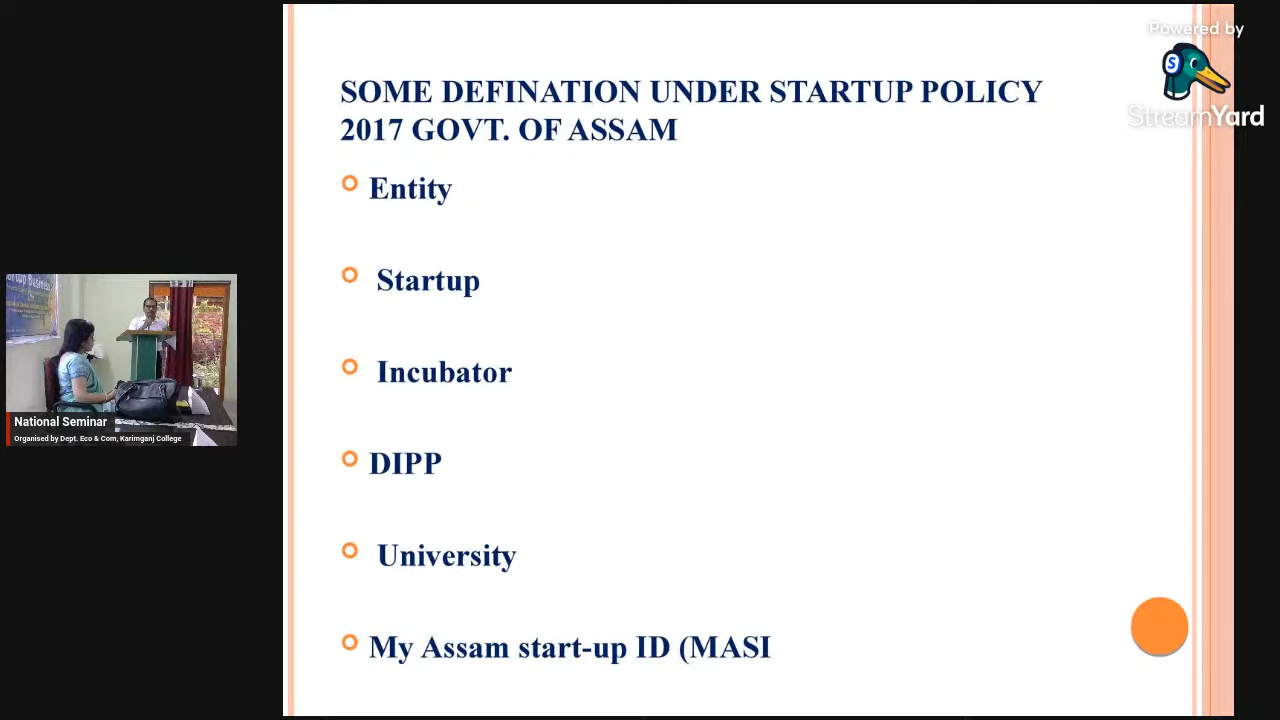 Powered by
StreamYard
SOME DEFINATION UNDER STARTUP POLICY
2017 GOVT. OF ASSAM
Entity
Startup
Incubator
DIPP
University
My Assam start-up ID (MASI
National Seminar
Organised by Dept. Eco & Com, Karimganj College